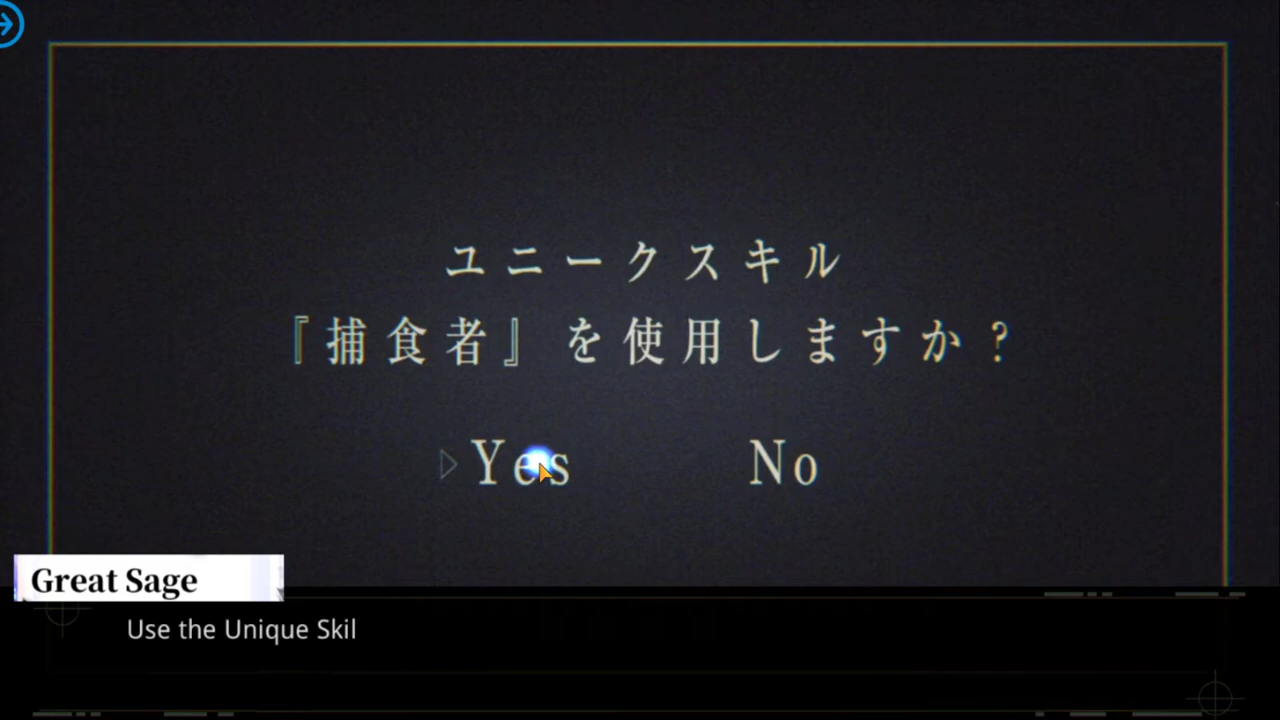 ユニークスキル
『捕食者』を使用しますか?
Yes No
Great Sage
Use the Unique Skil